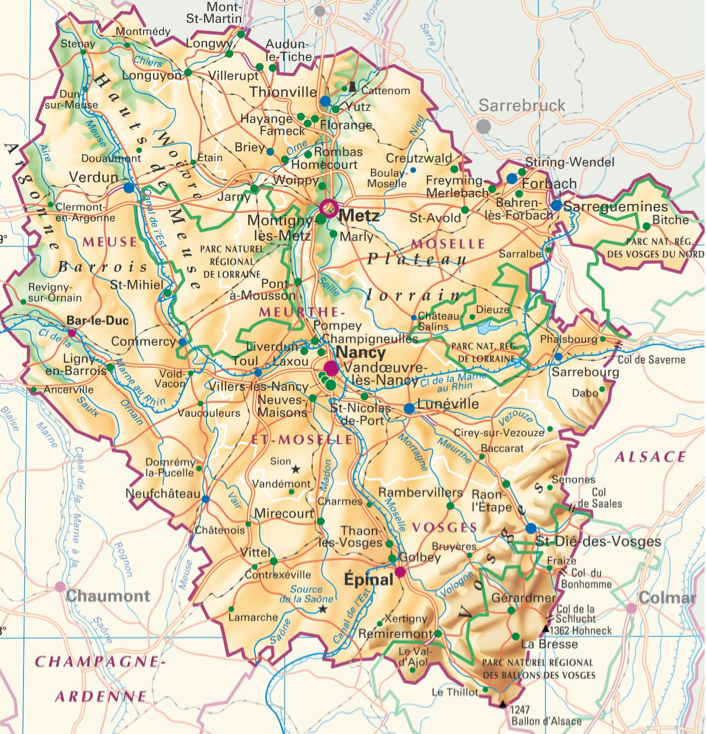 Mont-
St-Martin
Moselle
Sarre
Stenay
Montmédy
Longwy
Audun-
le-Tiche
Chiers
Longuyon
Villerupt
Thionville
Cattenom
Yutz
Dun-
sur-Meuse
Hauts de Meuse
Woëvre
Hayange
Fameck
Florange
Sarrebruck
Aire
Meuse
Nied
Douaumont
Étain
Briey
Orne
Rombas
Homécourt
Creutzwald
Stiring-Wendel
Argonne
Verdun
Boulay-
Moselle
Freyming
Merlebach
Forbach
Woippy
Jarny
Behren-
lès-Forbach
Sarreguemines
Clermont-
en-Argonne
Canal de l'Est
Metz
St-Avold
Bitche
Montigny
lès-Metz
Marly
9°
MEUSE
MOSELLE
PARC NAT. RÉG.
DES VOSGES DU NORD
PARC NATUREL
RÉGIONAL
DE LORRAINE
Plateau
lorrain
Sarralbe
Barrois
Revigny-
sur-Ornain
St-Mihiel
Pont-
à-Mousson
Seille
MEURTHE-
Château
Salins
Dieuze
Bar-le-Duc
Cl de la
Marne au Rhin
Pompey
Champigneulles
Commercy
Liverdun
Nancy
PARC NAT. RÉG.
DE LORRAINE
Phalsbourg
Ligny-
en-Barrois
Toul
Laxou
Vandœuvre-
lès-Nancy
Col de Saverne
Void-
Vacon
Villers-lès-Nancy
Cl de la Marne
au Rhin
Sarrebourg
Ancerville
Saulx
Ornain
Neuves-
Maisons
St-Nicolas
de-Port
Lunéville
Dabo
Blaise
Marne
Vaucouleurs
Vezouze
Cirey-sur-Vezouze
ET-MOSELLE
Mortagne
Meurthe
Baccarat
ALSACE
Canal de la Marne à la
Saône
Domrémy-
la-Pucelle
Sion
Madon
Vandémont
Senones
Neufchâteau
Vair
Charmes
Moselle
Rambervillers
Raon-
l'Étape
Col
de Saales
Mirecourt
Rognon
Châtenois
VOSGES
Vosges
Thaon-
les-Vosges
St-Dié-des-Vosges
Vittel
Golbey
Bruyères
Fraize
Meuse
Contrexéville
Épinal
Vologne
Col du
Bonhomme
Chaumont
Source
de la Saône
Gérardmer
Colmar
Lamarche
Canal de l'Est
Col de la
Schlucht
Saône
Xertigny
Remiremont
1362 Hohneck
8°
La Bresse
CHAMPAGNE-
ARDENNE
Le Val-
d'Ajol
PARC NATUREL RÉGIONAL
DES BALLONS DES VOSGES
Le Thillot
1247
Ballon d'Alsace